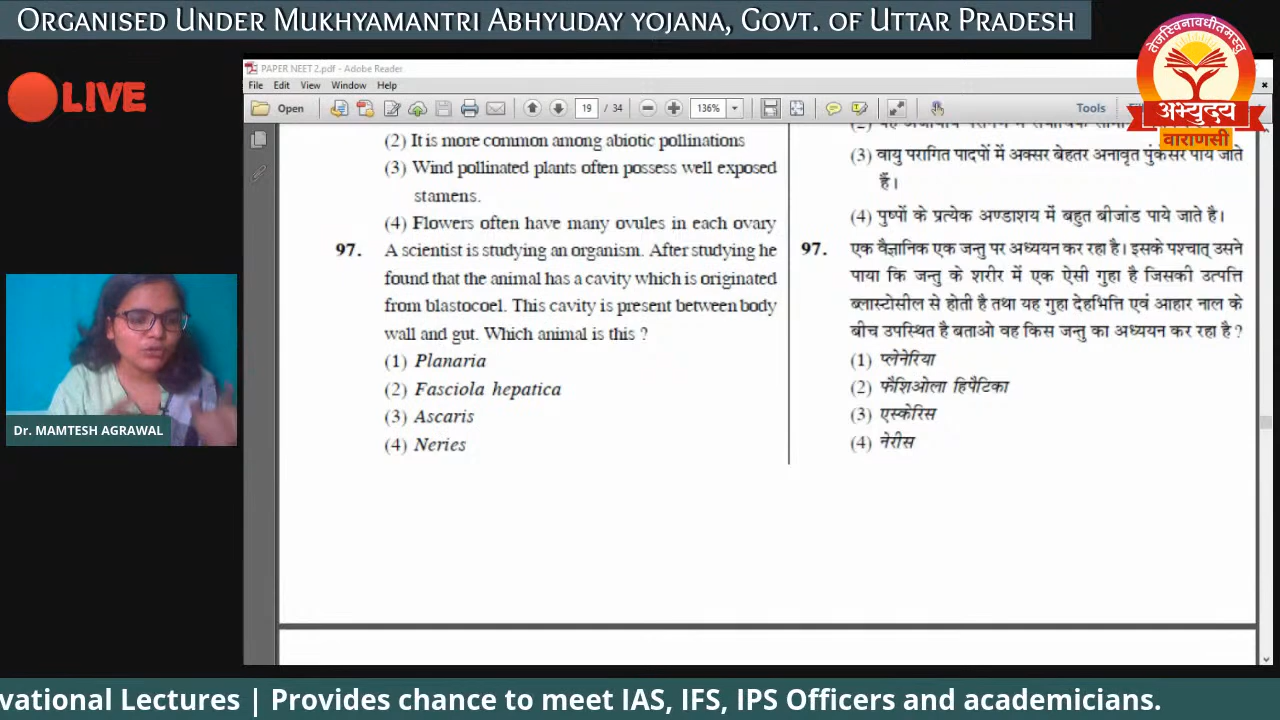 ORGANISED UNDER MUKHYAMANTRI ABHYUDAY YOJANA, GOVT. OF UTTAR PRADESH
तेजस्विनावधीतमस्तु
अभ्युदय
वाराणसी
LIVE
PAPER NEET 2.pdf - Adobe Reader
File Edit View Window Help
Open 19 / 34 136% Tools
(2) It is more common among abiotic pollinations
(3) Wind pollinated plants often possess well exposed
stamens.
(4) Flowers often have many ovules in each ovary
97. A scientist is studying an organism. After studying he
found that the animal has a cavity which is originated
from blastocoel. This cavity is present between body
wall and gut. Which animal is this ?
(1) Planaria
(2) Fasciola hepatica
(3) Ascaris
(4) Neries
(3) वायु परागित पादपों में अक्सर बेहतर अनावृत पुंकेसर पाये जाते
हैं।
(4) पुष्पों के प्रत्येक अण्डाशय में बहुत बीजांड पाये जाते है।
97. एक वैज्ञानिक एक जन्तु पर अध्ययन कर रहा है। इसके पश्चात् उसने
पाया कि जन्तु के शरीर में एक ऐसी गुहा है जिसकी उत्पत्ति
ब्लास्टोसील से होती है तथा यह गुहा देहभित्ति एवं आहार नाल के
बीच उपस्थित है बताओ वह किस जन्तु का अध्ययन कर रहा है ?
(1) प्लेनेरिया
(2) फैशिओला हिपैटिका
(3) एस्केरिस
(4) नेरीस
Dr. MAMTESH AGRAWAL
vational Lectures | Provides chance to meet IAS, IFS, IPS Officers and academicians.